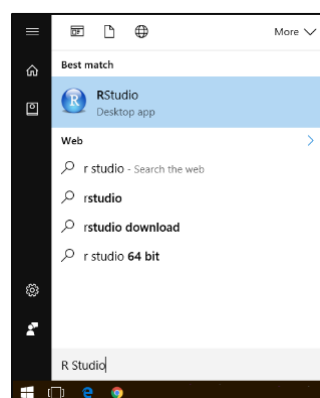 More
Best match
R
RStudio
Desktop app
Web
r studio - Search the web
rstudio
rstudio download
r studio 64 bit
R Studio